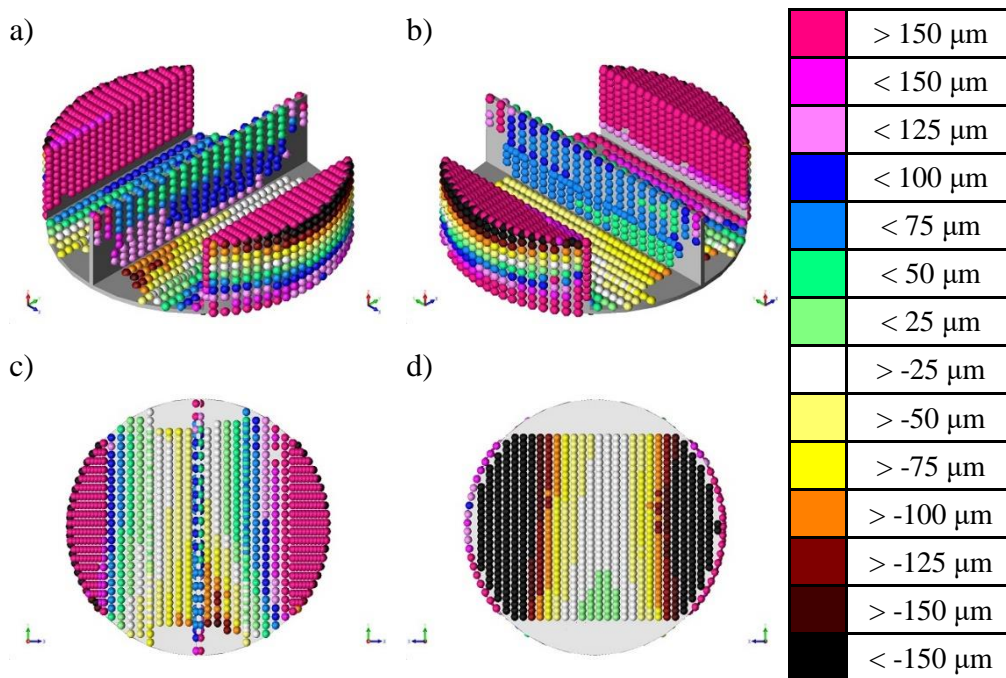 a)
b)
> 150 μm
< 150 μm
< 125 μm
< 100 μm
< 75 μm
< 50 μm
< 25 μm
> -25 μm
> -50 μm
> -75 μm
> -100 μm
> -125 μm
> -150 μm
< -150 μm
c)
d)